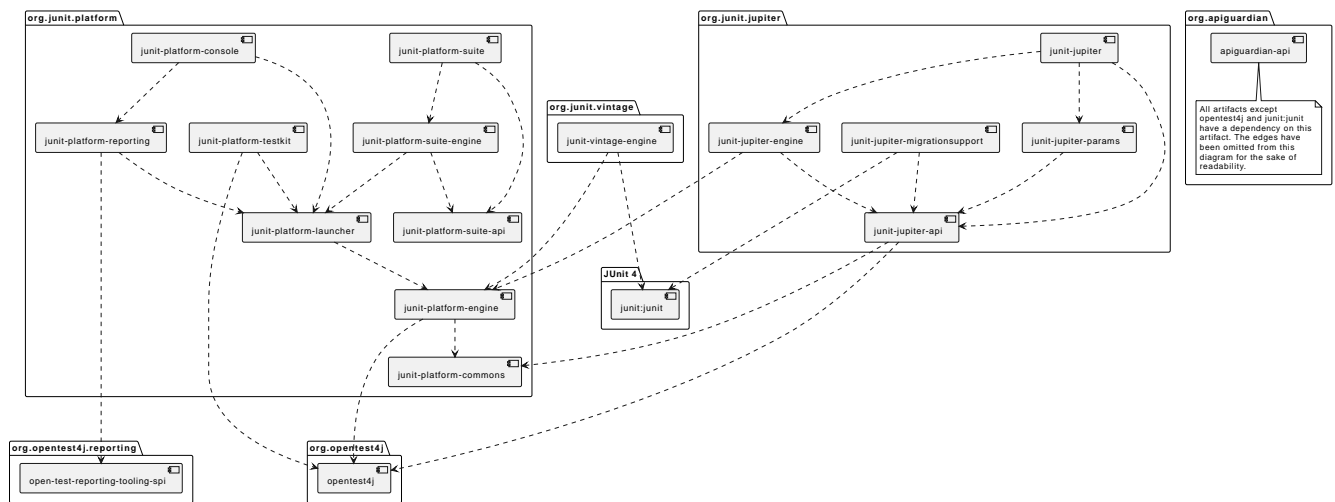 org.junit.platform
org.junit.jupiter
org.apiguardian
junit-platform-console
junit-platform-suite
junit-jupiter
apiguardian-api
org.junit.vintage
All artifacts except
opentest4j and junit:junit
have a dependency on this
artifact. The edges have
been omitted from this
diagram for the sake of
readability.
junit-platform-reporting
junit-platform-testkit
junit-platform-suite-engine
junit-vintage-engine
junit-jupiter-engine
junit-jupiter-migrationsupport
junit-jupiter-params
junit-platform-launcher
junit-platform-suite-api
junit-jupiter-api
JUnit 4
junit-platform-engine
junit:junit
junit-platform-commons
org.opentest4j.reporting
org.opentest4j
open-test-reporting-tooling-spi
opentest4j